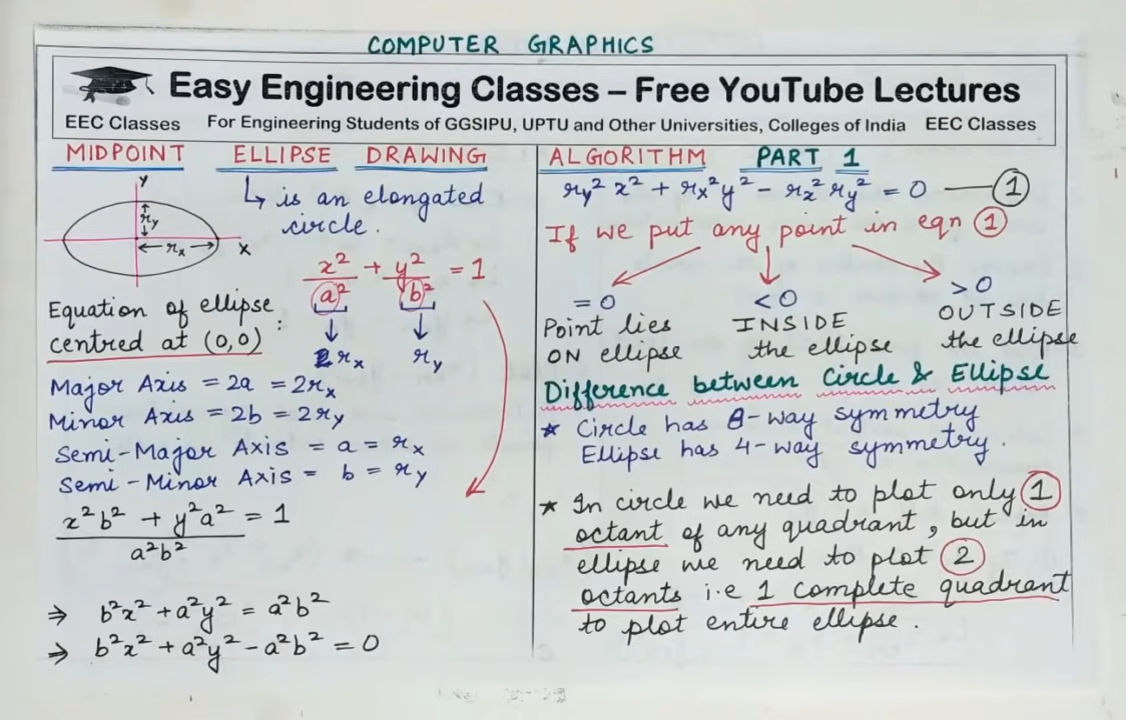 COMPUTER GRAPHICS
Easy Engineering Classes – Free YouTube Lectures
EEC Classes For Engineering Students of GGSIPU, UPTU and Other Universities, Colleges of India EEC Classes
MIDPOINT ELLIPSE DRAWING ALGORITHM PART 1
↳ is an elongated
circle.
Y
ry
rx
X
x²/a² + y²/b² = 1
rx ry
Equation of ellipse
centred at (0,0) :
Major Axis = 2a = 2rx
Minor Axis = 2b = 2ry
Semi-Major Axis = a = rx
Semi-Minor Axis = b = ry
(x²b² + y²a²)/a²b² = 1
⇒ b²x² + a²y² = a²b²
⇒ b²x² + a²y² - a²b² = 0
ry²x² + rx²y² - rx²ry² = 0 — 1
If we put any point in eqn 1
= 0 < 0 > 0
Point lies
ON ellipse
INSIDE
the ellipse
OUTSIDE
the ellipse
Difference between Circle & Ellipse
* Circle has 8-way symmetry
Ellipse has 4-way symmetry.
* In circle we need to plot only 1
octant of any quadrant, but in
ellipse we need to plot 2
octants i.e 1 complete quadrant
to plot entire ellipse.